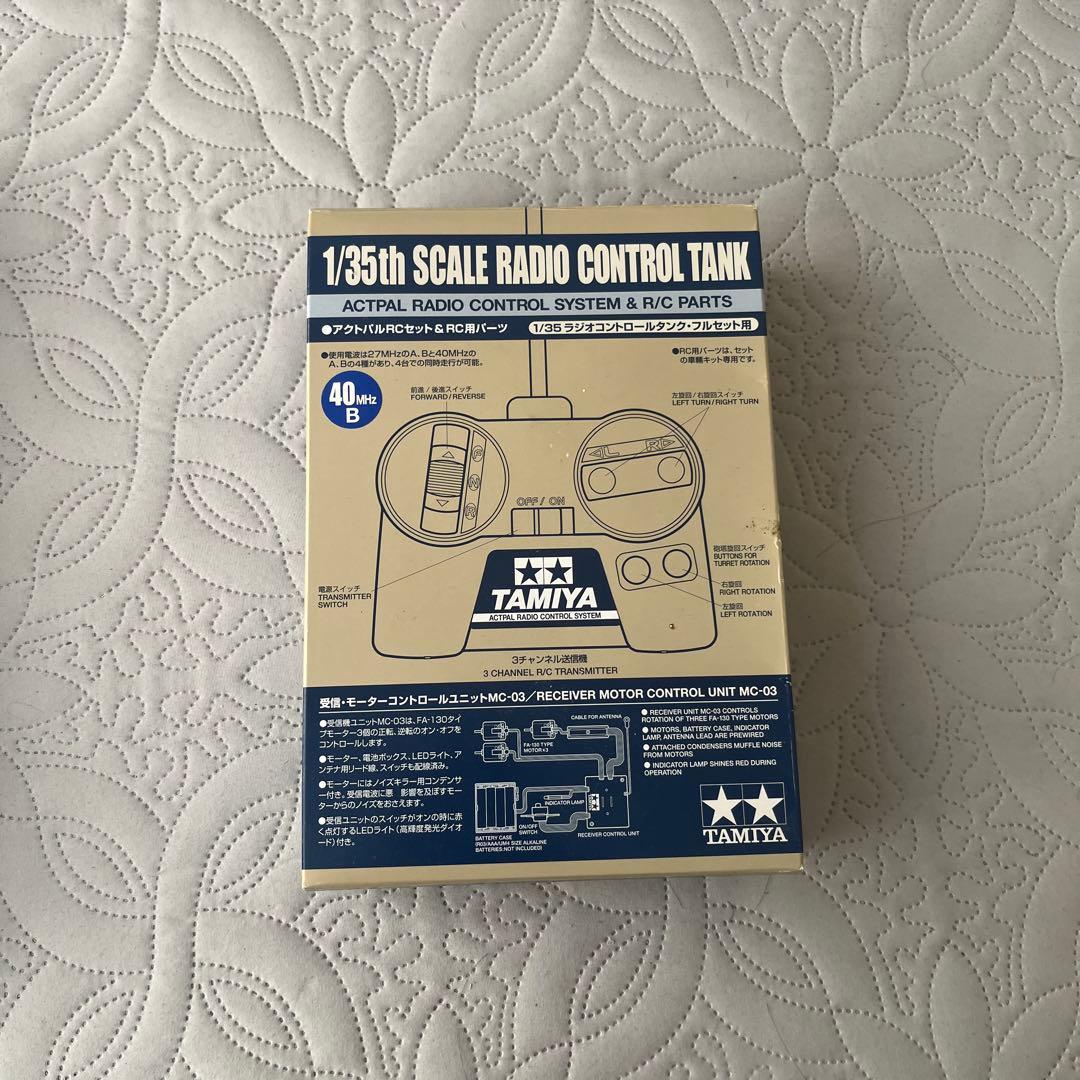 1/35th SCALE RADIO CONTROL TANK
ACTPAL RADIO CONTROL SYSTEM & R/C PARTS
●アクトパルRCセット&RC用パーツ
1/35 ラジオコントロールタンク・フルセット用
●使用電波は27MHzのA、Bと40MHzの
A、Bの4種があり、4台での同時走行が可能。
●RC用パーツは、セット
の車輛キット専用です。
40MHz
B
前進/後進スイッチ
FORWARD/REVERSE
左旋回/右旋回スイッチ
LEFT TURN/RIGHT TURN
F
N
R
L R
OFF/ON
砲塔旋回スイッチ
BUTTONS FOR
TURRET ROTATION
右旋回
RIGHT ROTATION
左旋回
LEFT ROTATION
電源スイッチ
TRANSMITTER
SWITCH
TAMIYA
ACTPAL RADIO CONTROL SYSTEM
3チャンネル送信機
3 CHANNEL R/C TRANSMITTER
受信・モーターコントロールユニットMC-03/RECEIVER MOTOR CONTROL UNIT MC-03
●受信機ユニットMC-03は、FA-130タイ
プモーター3個の正転、逆転のオン・オフを
コントロールします。
●モーター、電池ボックス、LEDライト、ア
ンテナ用リード線、スイッチも配線済み。
●モーターにはノイズキラー用コンデンサ
ー付き。受信電波に悪 影響を及ぼすモー
ターからのノイズをおさえます。
●受信ユニットのスイッチがオンの時に赤
く点灯するLEDライト(高輝度発光ダイオ
ード)付き。
CABLE FOR ANTENNA
FA-130 TYPE
MOTOR×3
INDICATOR LAMP
ON/OFF
SWITCH
RECEIVER CONTROL UNIT
BATTERY CASE
(R03/AAA/UM4 SIZE ALKALINE
BATTERIES:NOT INCLUDED)
● RECEIVER UNIT MC-03 CONTROLS
ROTATION OF THREE FA-130 TYPE MOTORS
● MOTORS, BATTERY CASE, INDICATOR
LAMP, ANTENNA LEAD ARE PREWIRED
● ATTACHED CONDENSERS MUFFLE NOISE
FROM MOTORS
● INDICATOR LAMP SHINES RED DURING
OPERATION
TAMIYA